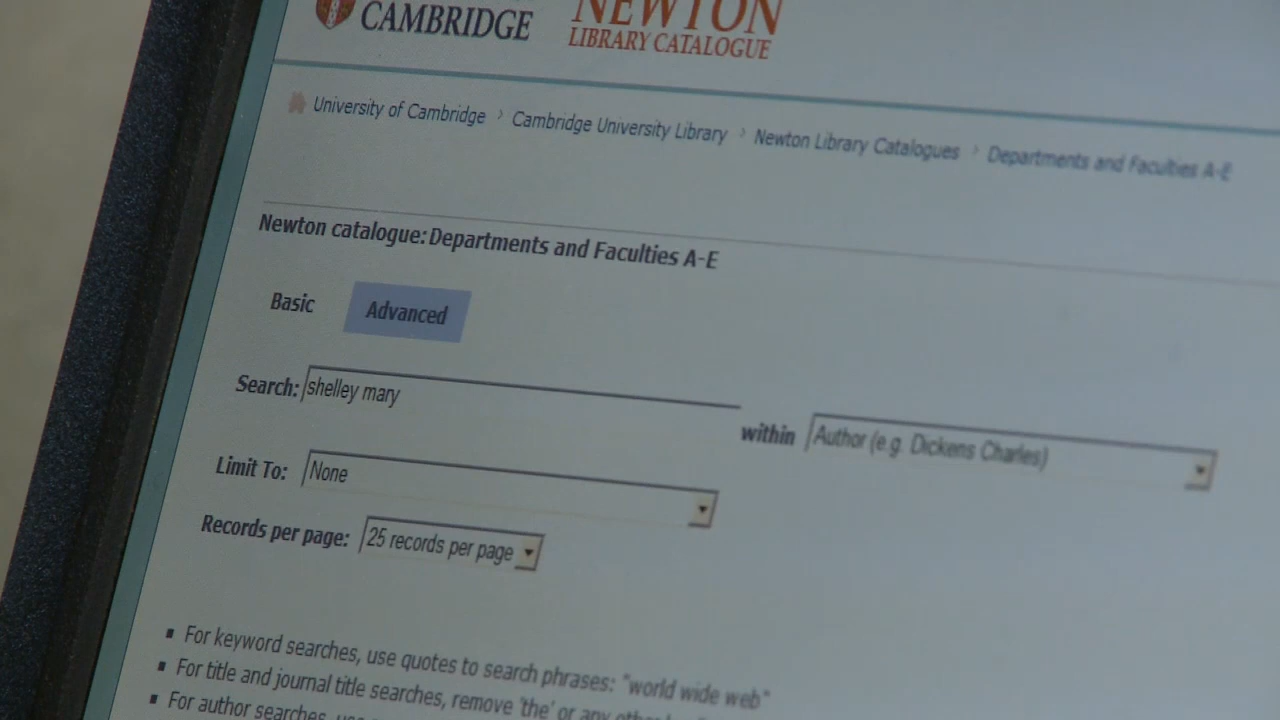 CAMBRIDGE
NEWTON
LIBRARY CATALOGUE
University of Cambridge › Cambridge University Library › Newton Library Catalogues › Departments and Faculties A-E
Newton catalogue: Departments and Faculties A-E
Basic Advanced
Search: shelley mary within Author (e.g. Dickens Charles)
Limit To: None
Records per page: 25 records per page
▪ For keyword searches, use quotes to search phrases: "world wide web"
▪ For title and journal title searches, remove 'the' or any other
▪ For author searches, use